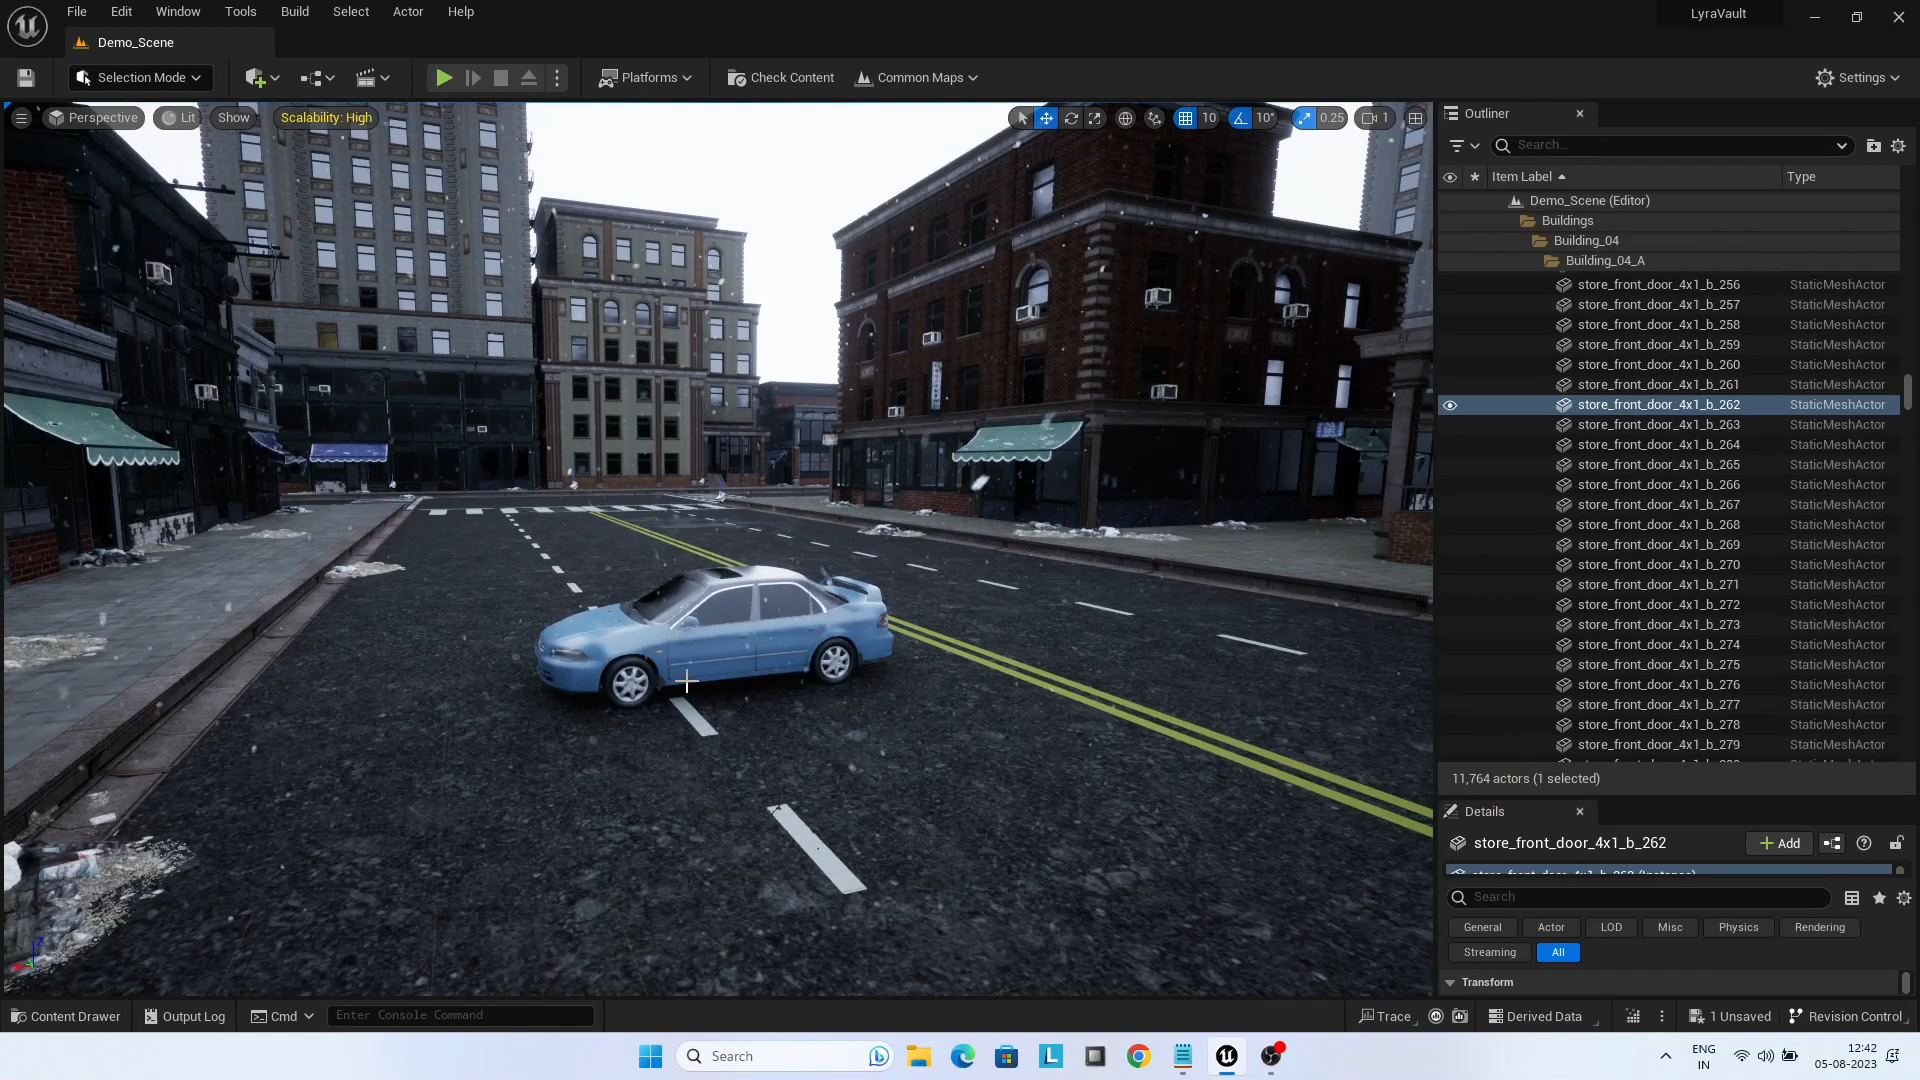 File Edit Window Tools Build Select Actor Help
LyraVault
Demo_Scene
Selection Mode
Platforms
Check Content
Common Maps
Settings
Perspective
Lit
Show
Scalability: High
10
10°
0.25
1
Outliner
Search...
Item Label
Type
Demo_Scene (Editor)
Buildings
Building_04
Building_04_A
store_front_door_4x1_b_256 StaticMeshActor
store_front_door_4x1_b_257 StaticMeshActor
store_front_door_4x1_b_258 StaticMeshActor
store_front_door_4x1_b_259 StaticMeshActor
store_front_door_4x1_b_260 StaticMeshActor
store_front_door_4x1_b_261 StaticMeshActor
store_front_door_4x1_b_262 StaticMeshActor
store_front_door_4x1_b_263 StaticMeshActor
store_front_door_4x1_b_264 StaticMeshActor
store_front_door_4x1_b_265 StaticMeshActor
store_front_door_4x1_b_266 StaticMeshActor
store_front_door_4x1_b_267 StaticMeshActor
store_front_door_4x1_b_268 StaticMeshActor
store_front_door_4x1_b_269 StaticMeshActor
store_front_door_4x1_b_270 StaticMeshActor
store_front_door_4x1_b_271 StaticMeshActor
store_front_door_4x1_b_272 StaticMeshActor
store_front_door_4x1_b_273 StaticMeshActor
store_front_door_4x1_b_274 StaticMeshActor
store_front_door_4x1_b_275 StaticMeshActor
store_front_door_4x1_b_276 StaticMeshActor
store_front_door_4x1_b_277 StaticMeshActor
store_front_door_4x1_b_278 StaticMeshActor
store_front_door_4x1_b_279 StaticMeshActor
11,764 actors (1 selected)
Details
store_front_door_4x1_b_262
Add
Search
General Actor LOD Misc Physics Rendering
Streaming All
Transform
Z
Content Drawer
Output Log
Cmd
Enter Console Command
Trace
Derived Data
1 Unsaved
Revision Control
Search
ENG
IN
12:42
05-08-2023